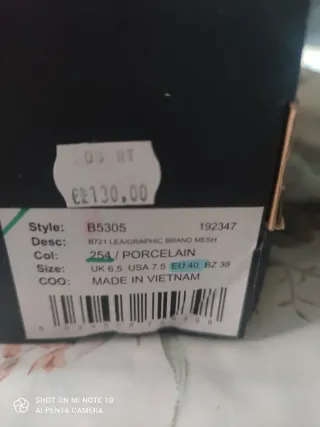 €130.00
Style: B5305 192347
Desc: B721 LEA/GRAPHIC BRAND MESH
Col: 254 / PORCELAIN
Size: UK 6.5 USA 7.5 EU 40 BZ 38
COO: MADE IN VIETNAM
SHOT ON MI NOTE 10
AI PENTA CAMERA